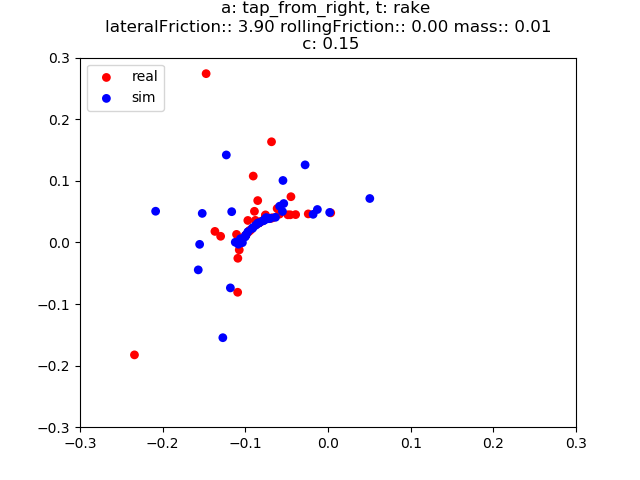 a: tap_from_right, t: rake
lateralFriction:: 3.90 rollingFriction:: 0.00 mass:: 0.01
c: 0.15
real
sim
0.3
0.2
0.1
0.0
−0.1
−0.2
−0.3
−0.3
−0.2
−0.1
0.0
0.1
0.2
0.3